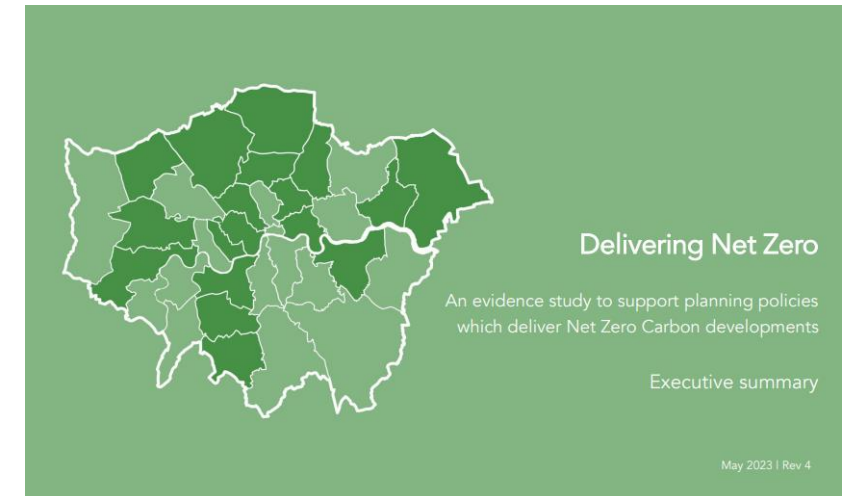 Delivering Net Zero
An evidence study to support planning policies
which deliver Net Zero Carbon developments
Executive summary
May 2023 | Rev 4